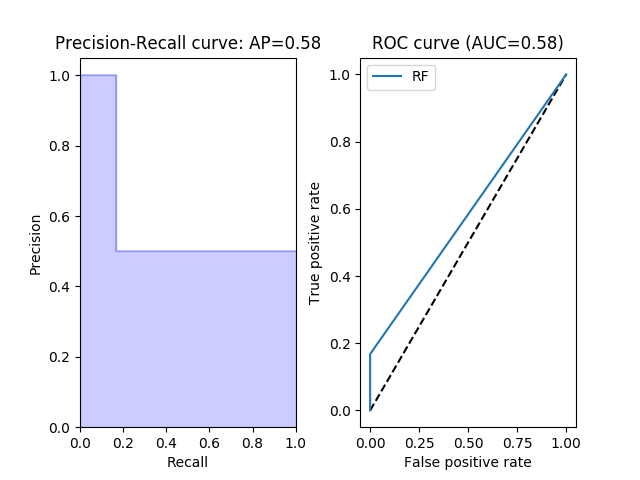 Precision-Recall curve: AP=0.58
1.0
0.8
0.6
0.4
0.2
0.0
Precision
0.0 0.2 0.4 0.6 0.8 1.0
Recall
ROC curve (AUC=0.58)
RF
1.0
0.8
0.6
0.4
0.2
0.0
True positive rate
0.00 0.25 0.50 0.75 1.00
False positive rate